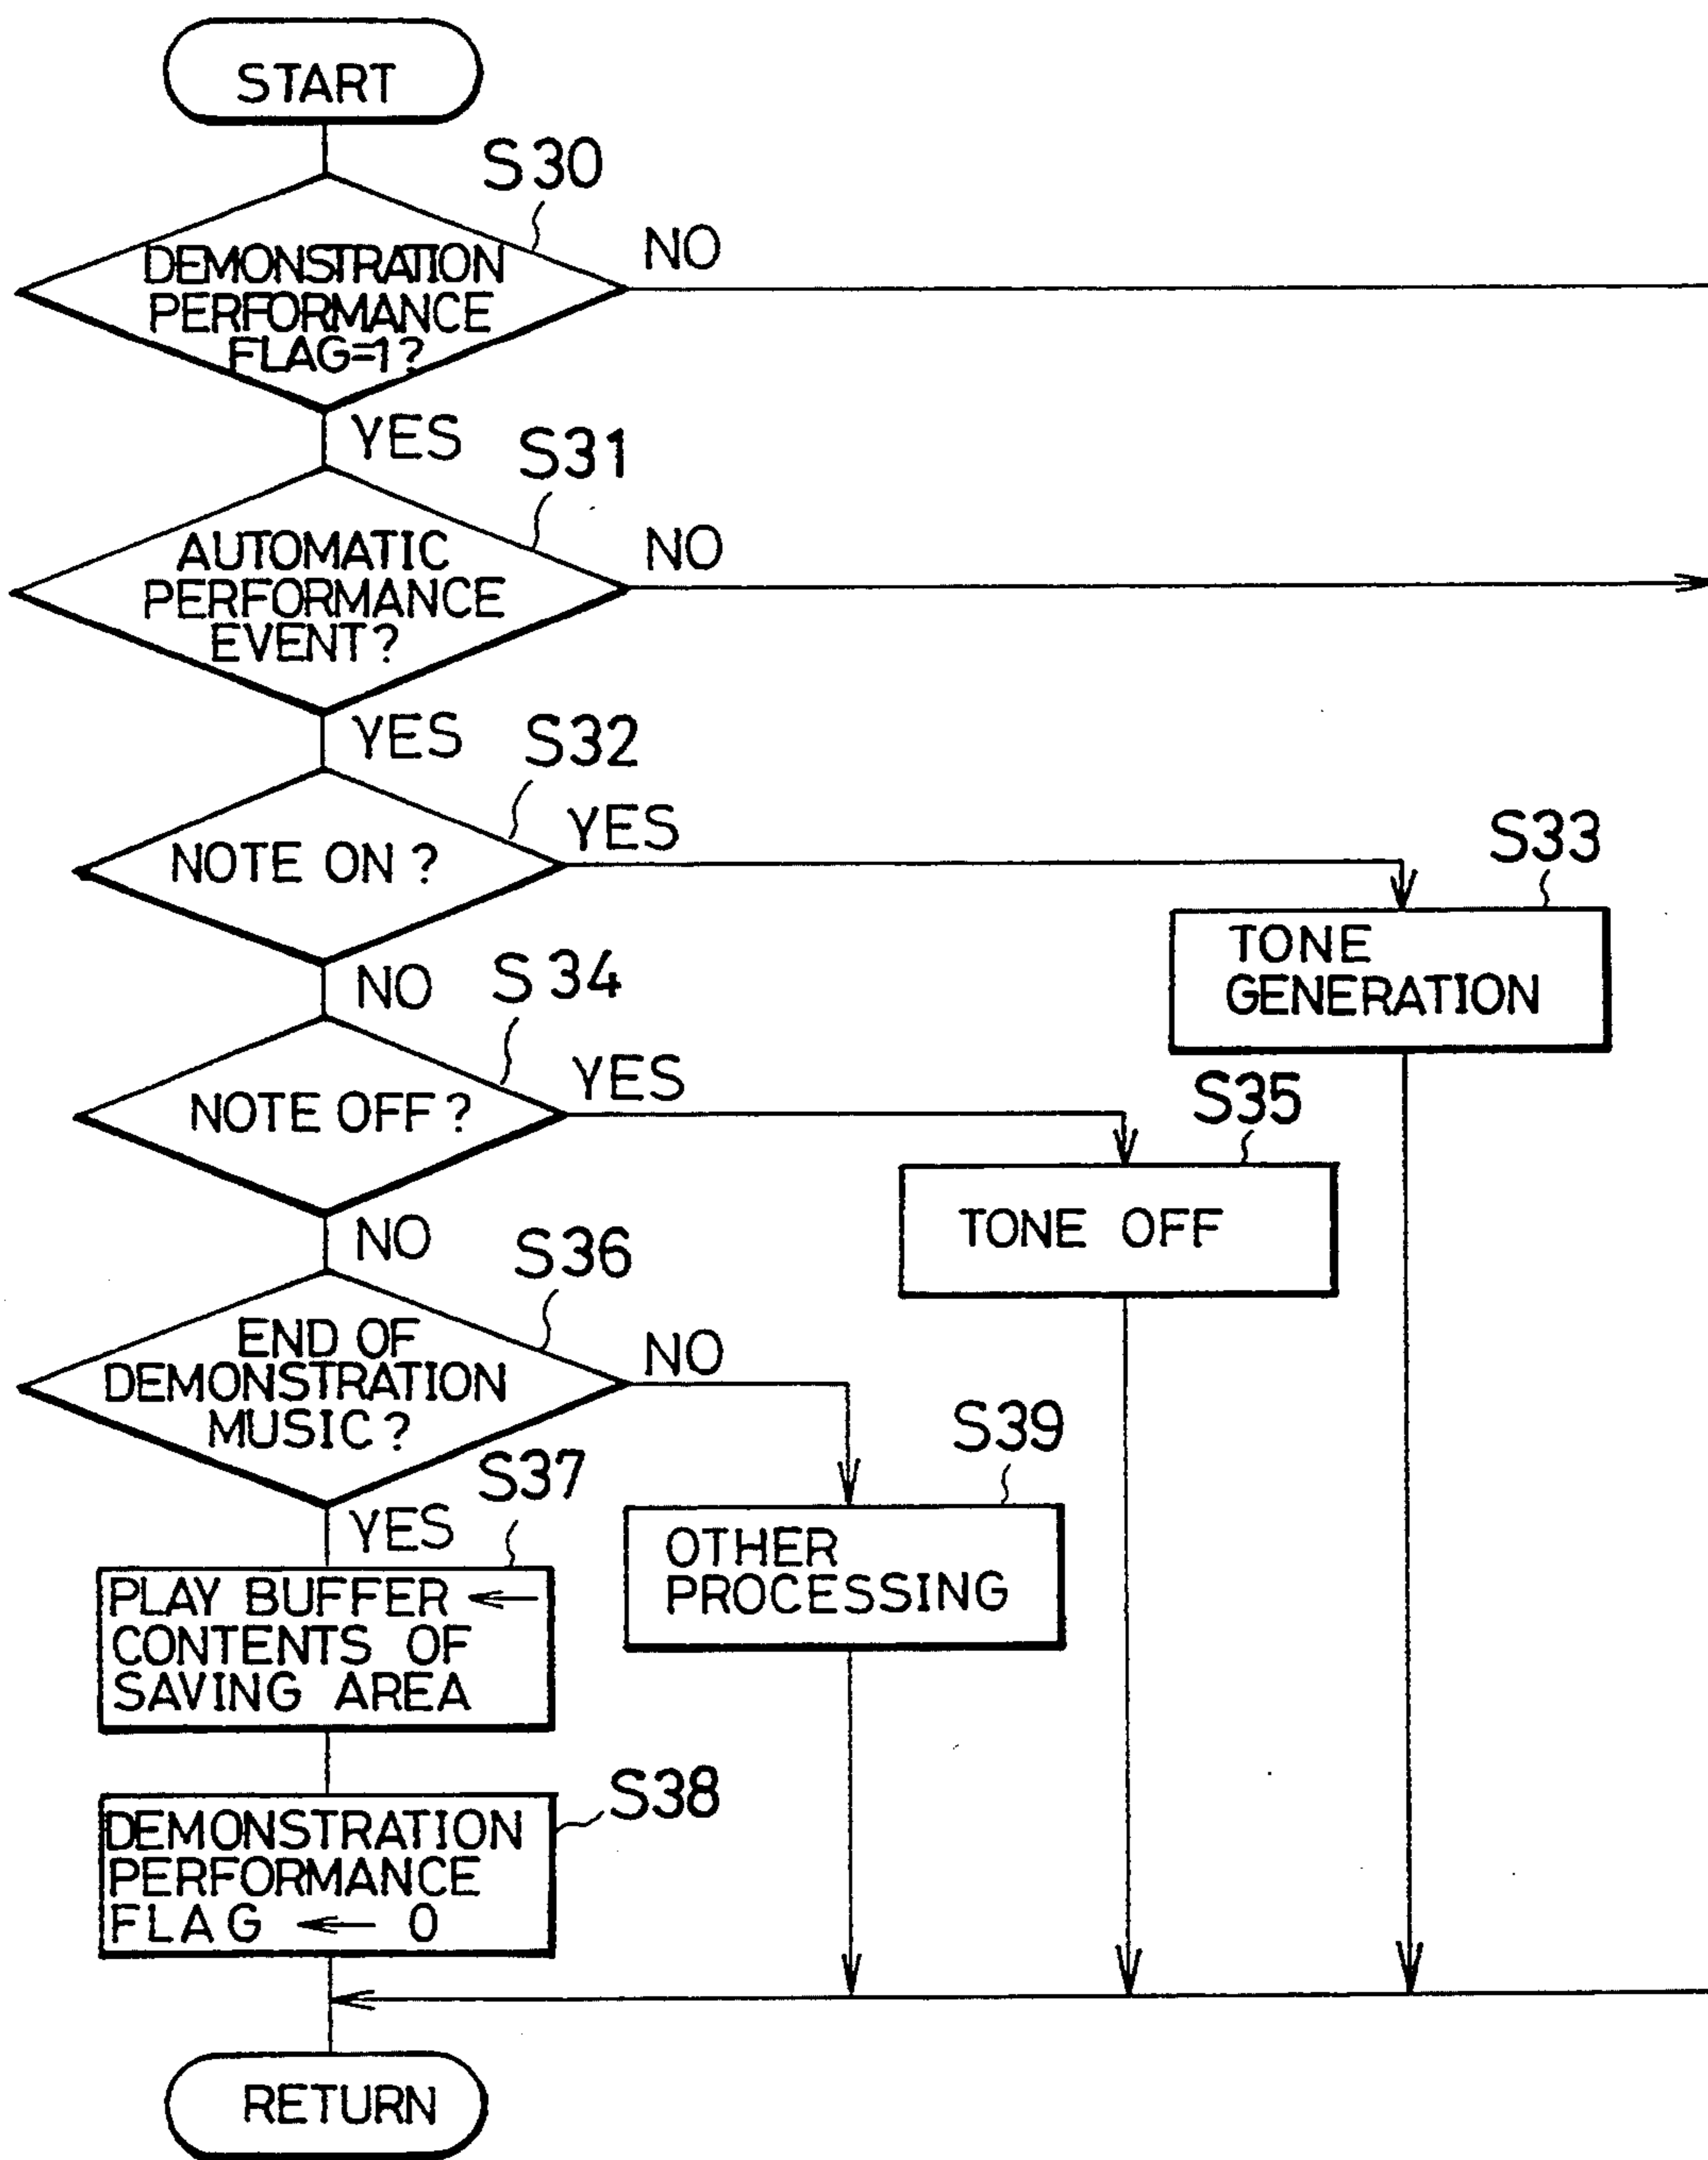 START
S30
DEMONSTRATION
PERFORMANCE
FLAG=1?
NO
YES
S31
AUTOMATIC
PERFORMANCE
EVENT?
NO
YES
S32
NOTE ON?
YES
S33
TONE
GENERATION
NO
S34
NOTE OFF?
YES
S35
TONE OFF
NO
S36
END OF
DEMONSTRATION
MUSIC?
NO
S39
OTHER
PROCESSING
YES
S37
PLAY BUFFER ←
CONTENTS OF
SAVING AREA
S38
DEMONSTRATION
PERFORMANCE
FLAG ← 0
RETURN